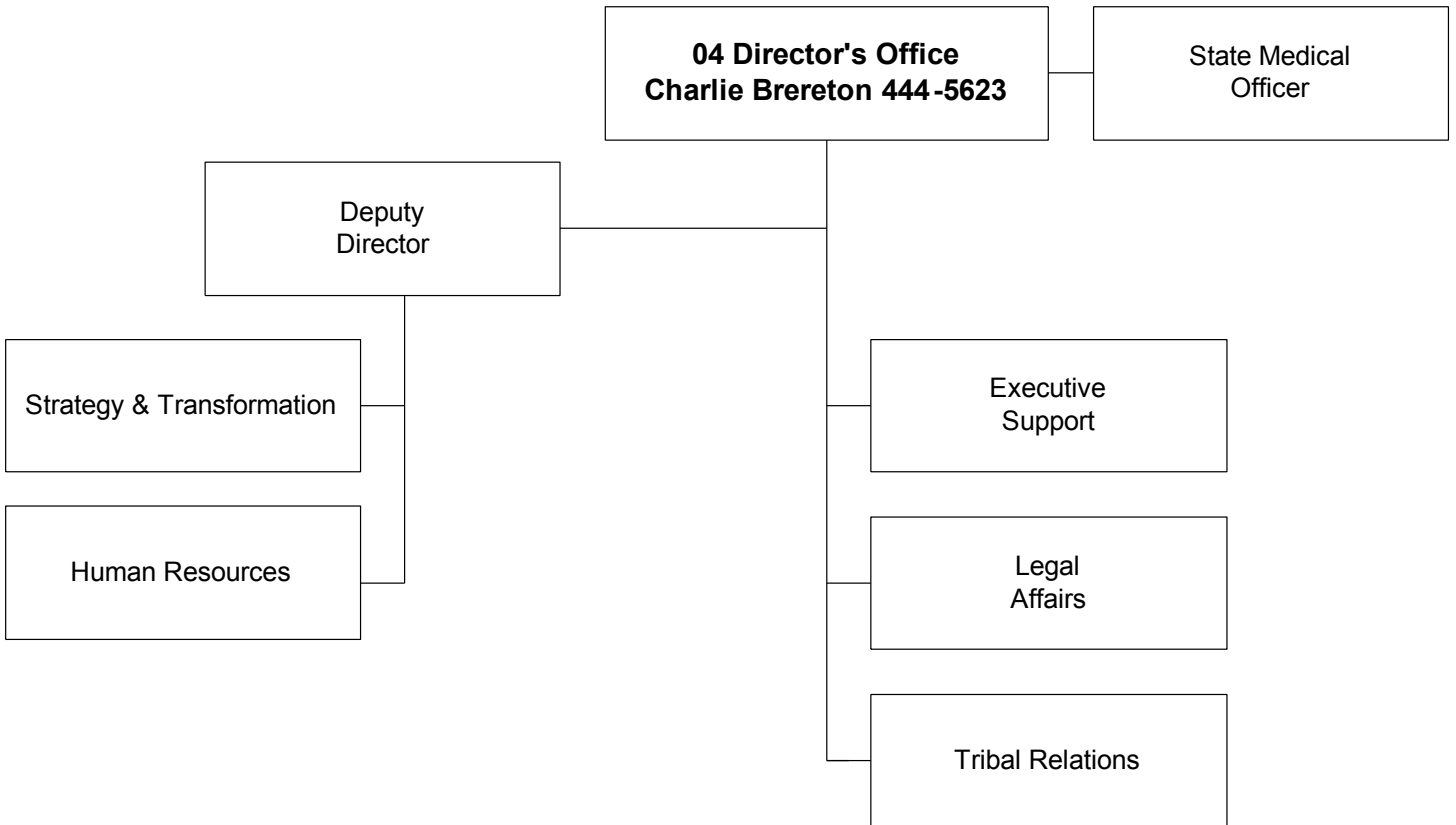 04 Director's Office
Charlie Brereton 444-5623
State Medical
Officer
Deputy
Director
Strategy & Transformation
Executive
Support
Human Resources
Legal
Affairs
Tribal Relations